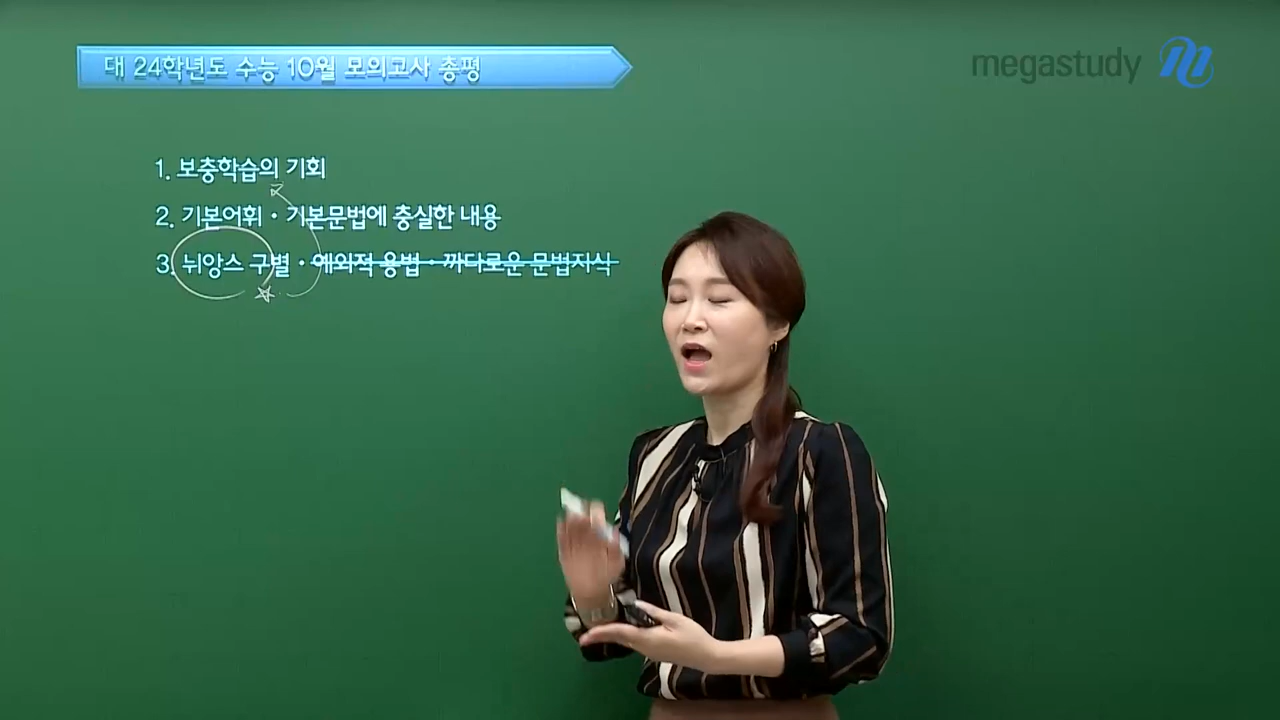 대 24학년도 수능 10월 모의고사 총평
megastudy
1. 보충학습의 기회
2. 기본어휘・기본문법에 충실한 내용
3. 뉘앙스 구별・예외적 용법・까다로운 문법지식